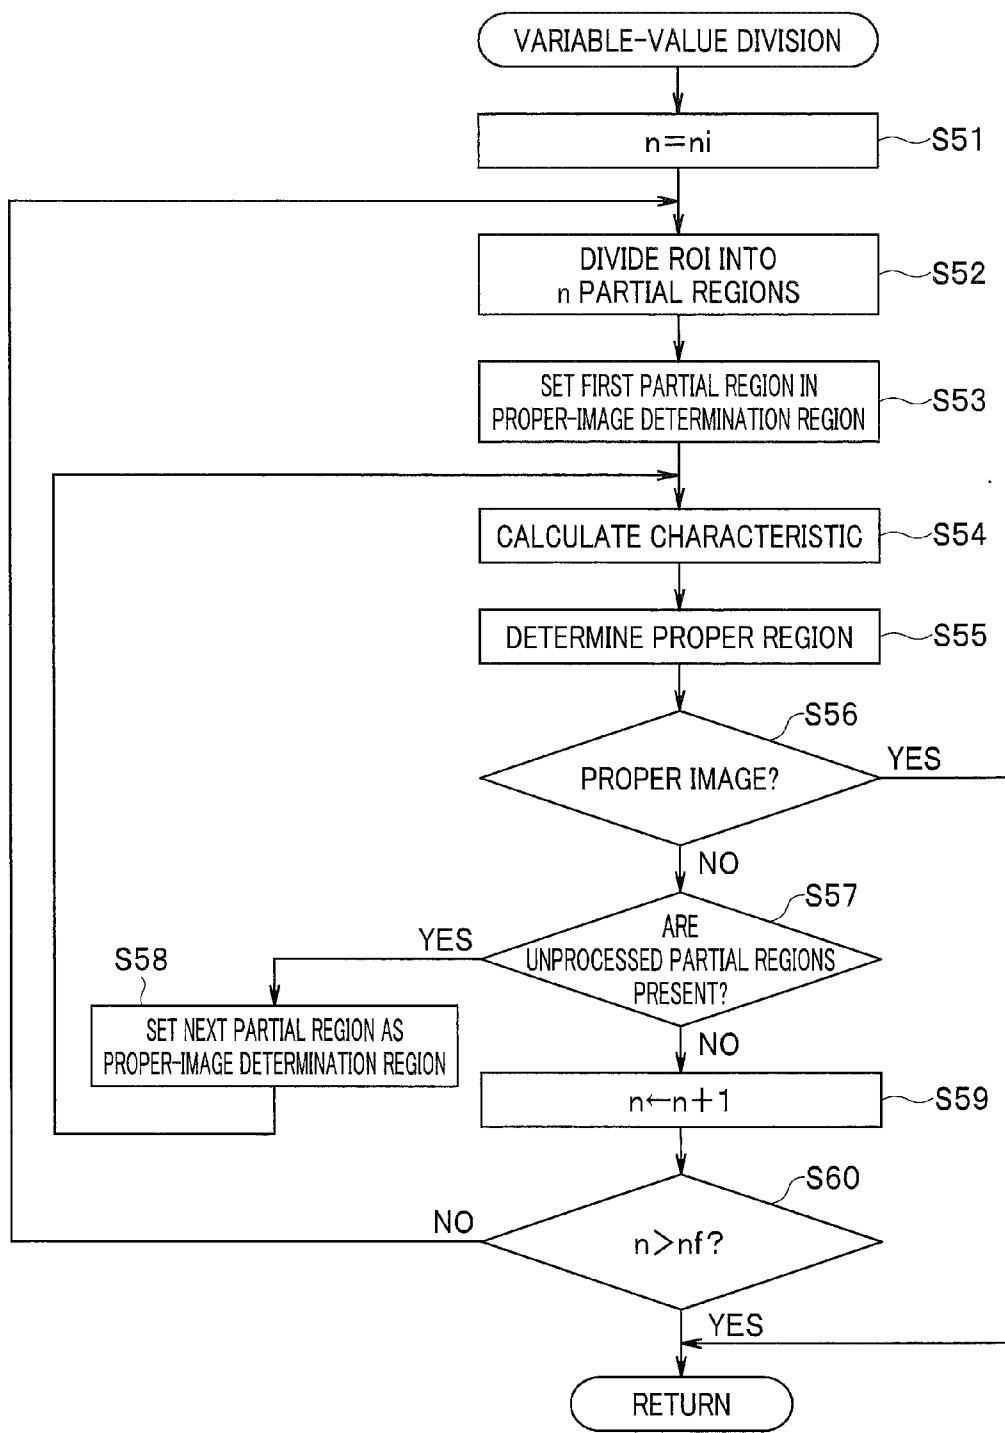 VARIABLE-VALUE DIVISION
n=ni
S51
DIVIDE ROI INTO
n PARTIAL REGIONS
S52
SET FIRST PARTIAL REGION IN
PROPER-IMAGE DETERMINATION REGION
S53
CALCULATE CHARACTERISTIC
S54
DETERMINE PROPER REGION
S55
S56
PROPER IMAGE?
YES
NO
S57
ARE
UNPROCESSED PARTIAL REGIONS
PRESENT?
YES
S58
SET NEXT PARTIAL REGION AS
PROPER-IMAGE DETERMINATION REGION
NO
n←n+1
S59
S60
n>nf?
NO
YES
RETURN